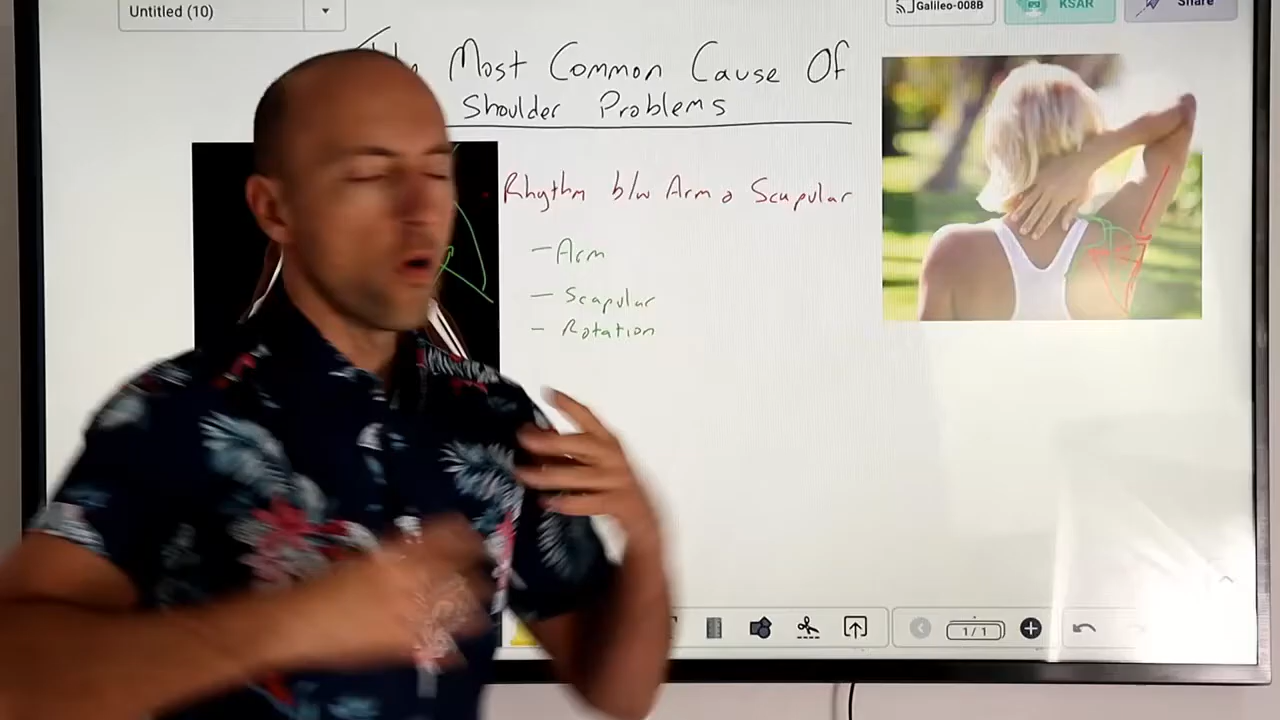 Untitled (10)
Galileo-008B
KSAR
Share
The Most Common Cause Of
Shoulder Problems
Rhythm b/w Arm & Scapular
- Arm
- Scapular
- Rotation
1/1